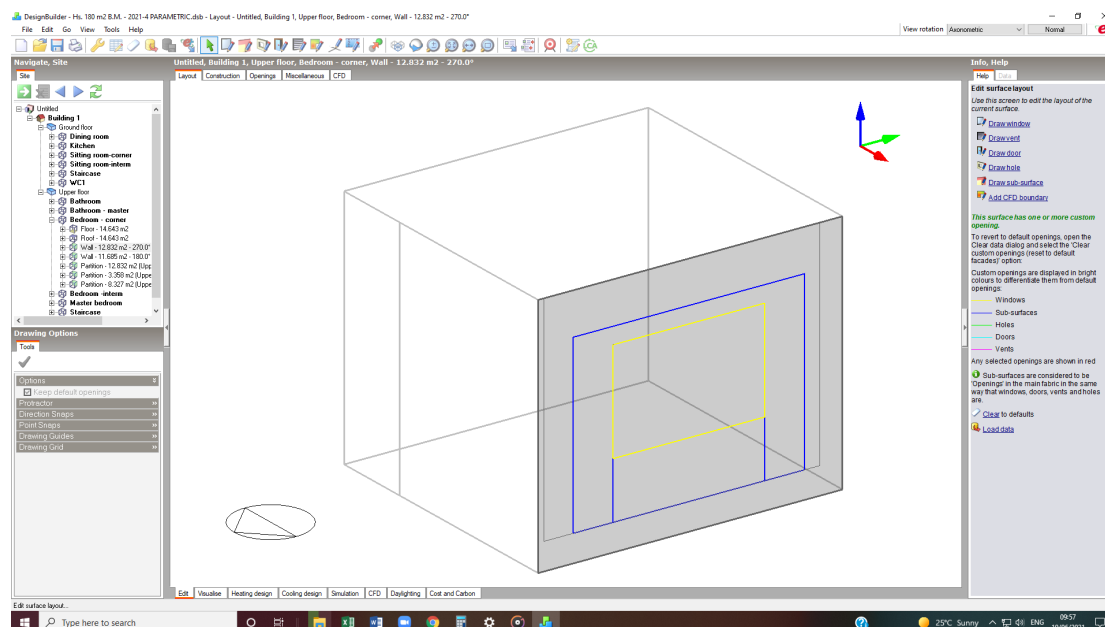 DesignBuilder - Hs. 180 m2 B.M. - 2021-4 PARAMETRIC.dsb - Layout - Untitled, Building 1, Upper floor, Bedroom - corner, Wall - 12.832 m2 - 270.0°
File Edit Go View Tools Help
View rotation Axonometric Normal
Navigate, Site
Site
Untitled
Building 1
Ground floor
Dining room
Kitchen
Sitting room-corner
Sitting room-interm
Staircase
WC1
Upper floor
Bathroom
Bathroom - master
Bedroom - corner
Floor - 14.643 m2
Roof - 14.643 m2
Wall - 12.832 m2 - 270.0°
Wall - 11.685 m2 - 180.0°
Partition - 12.832 m2 (Upp
Partition - 3.358 m2 (Uppe
Partition - 8.327 m2 (Uppe
Bedroom -interm
Master bedroom
Staircase
Drawing Options
Tools
Options
Keep default openings
Protractor
Direction Snaps
Point Snaps
Drawing Guides
Drawing Grid
Untitled, Building 1, Upper floor, Bedroom - corner, Wall - 12.832 m2 - 270.0°
Layout Construction Openings Miscellaneous CFD
Edit Visualise Heating design Cooling design Simulation CFD Daylighting Cost and Carbon
Info, Help
Help Data
Edit surface layout
Use this screen to edit the layout of the
current surface.
Draw window
Draw vent
Draw door
Draw hole
Draw sub-surface
Add CFD boundary
This surface has one or more custom
opening.
To revert to default openings, open the
Clear data dialog and select the 'Clear
custom openings (reset to default
facades)' option:
Custom openings are displayed in bright
colours to differentiate them from default
openings:
Windows
Sub-surfaces
Holes
Doors
Vents
Any selected openings are shown in red
Sub-surfaces are considered to be
'Openings' in the main fabric in the same
way that windows, doors, vents and holes
are.
Clear to defaults
Load data
Edit surface layout...
Type here to search
25°C Sunny ENG 09:57
10/06/2021